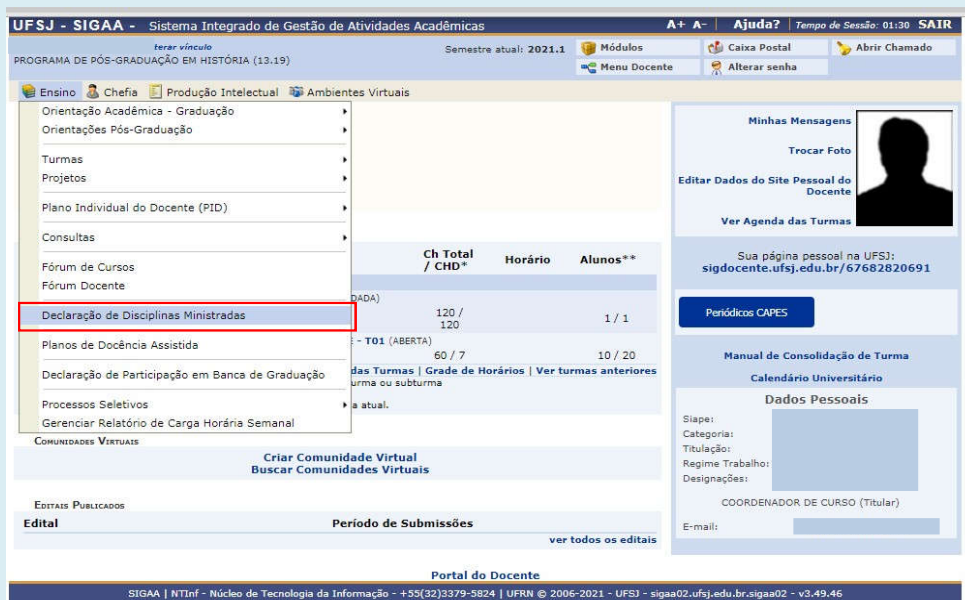 UFSJ - SIGAA - Sistema Integrado de Gestão de Atividades Acadêmicas
A+ A- Ajuda? Tempo de Sessão: 01:30 SAIR
terar vínculo
PROGRAMA DE PÓS-GRADUAÇÃO EM HISTÓRIA (13.19)
Semestre atual: 2021.1
Módulos
Caixa Postal
Abrir Chamado
Menu Docente
Alterar senha
Ensino Chefia Produção Intelectual Ambientes Virtuais
Orientação Acadêmica - Graduação
Orientações Pós-Graduação
Turmas
Projetos
Plano Individual do Docente (PID)
Consultas
Fórum de Cursos
Fórum Docente
Declaração de Disciplinas Ministradas
Planos de Docência Assistida
Declaração de Participação em Banca de Graduação
Processos Seletivos
Gerenciar Relatório de Carga Horária Semanal
Ch Total / CHD* Horário Alunos**
DADA)
120 / 120 1 / 1
- T01 (ABERTA)
60 / 7 10 / 20
das Turmas | Grade de Horários | Ver turmas anteriores
urma ou subturma
a atual.
Comunidades Virtuais
Criar Comunidade Virtual
Buscar Comunidades Virtuais
Editais Publicados
Edital Período de Submissões
ver todos os editais
Minhas Mensagens
Trocar Foto
Editar Dados do Site Pessoal do
Docente
Ver Agenda das Turmas
Sua página pessoal na UFSJ:
sigdocente.ufsj.edu.br/67682820691
Periódicos CAPES
Manual de Consolidação de Turma
Calendário Universitário
Dados Pessoais
Siape:
Categoria:
Titulação:
Regime Trabalho:
Designações:
COORDENADOR DE CURSO (Titular)
E-mail:
Portal do Docente
SIGAA | NTInf - Núcleo de Tecnologia da Informação - +55(32)3379-5824 | UFRN © 2006-2021 - UFSJ - sigaa02.ufsj.edu.br.sigaa02 - v3.49.46